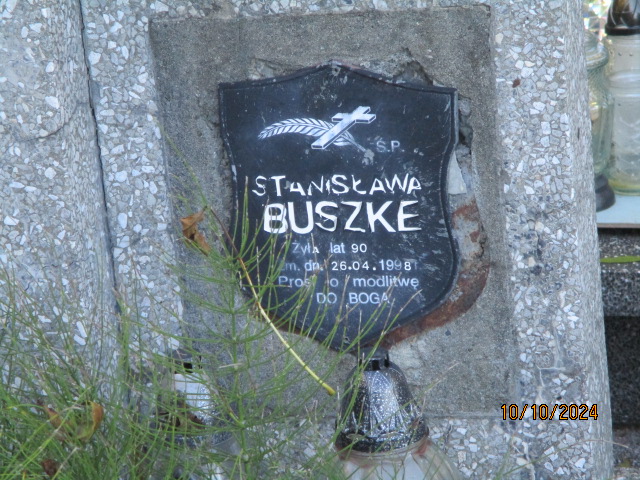 Ś.P.
STANISŁAWA
BUSZKE
Żyła lat 90
zm. dn. 26.04.1998
Prosi o modlitwę
DO BOGA
10/10/2024